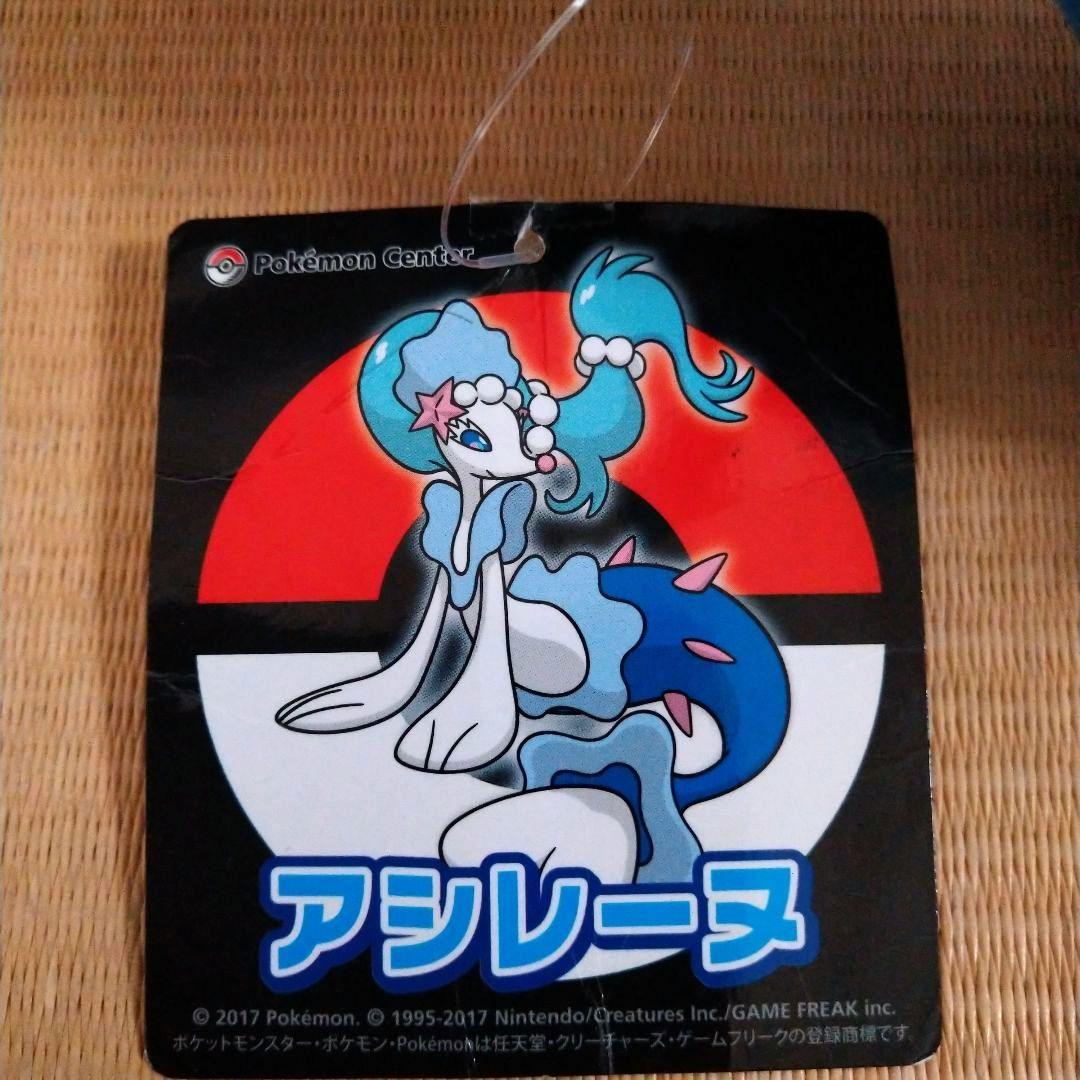 Pokémon Center
アシレーヌ
© 2017 Pokémon. © 1995-2017 Nintendo/Creatures Inc./GAME FREAK inc.
ポケットモンスター・ポケモン・Pokémonは任天堂・クリーチャーズ・ゲームフリークの登録商標です。